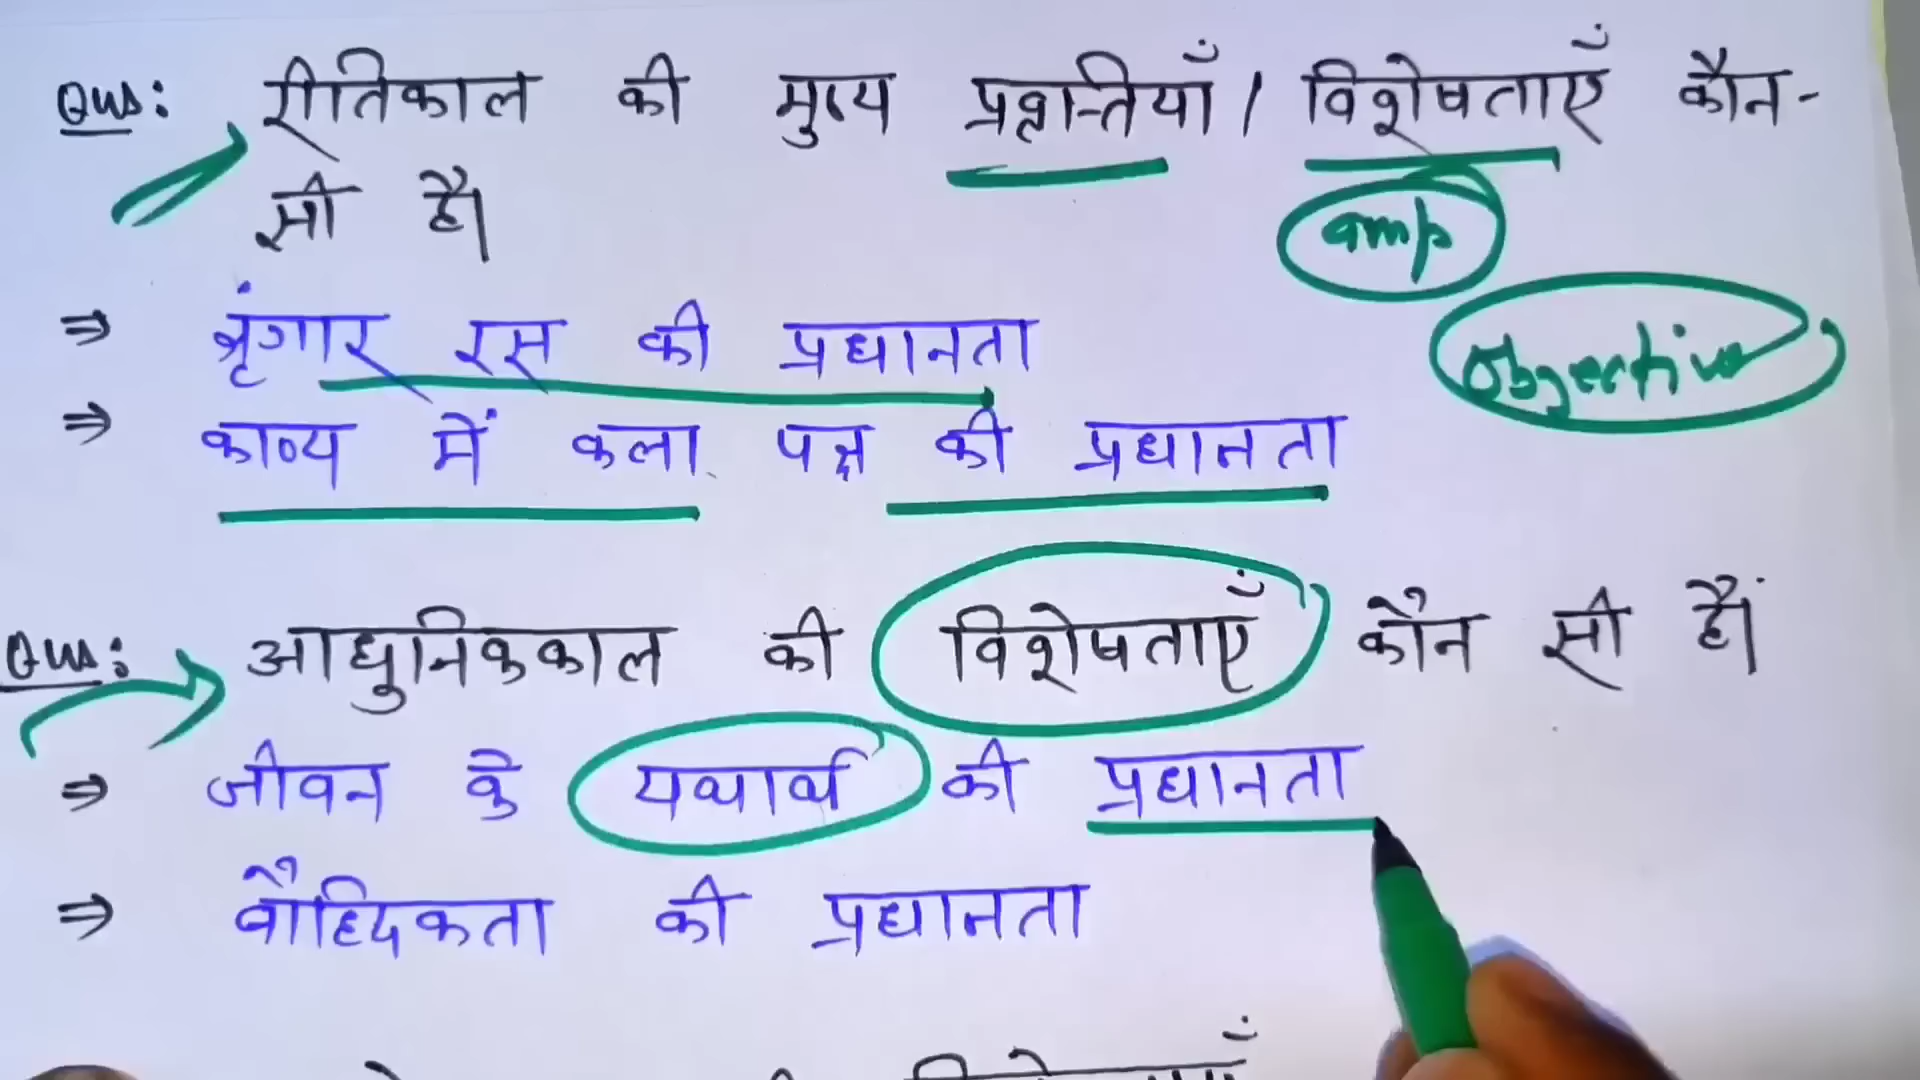 Qus: रीतिकाल की मुख्य प्रवृत्तियाँ / विशेषताएँ कौन-
सी है।
amp
⇒ श्रृंगार रस की प्रधानता
Objective
⇒ काव्य में कला पक्ष की प्रधानता
Qus: आधुनिककाल की विशेषताएँ कौन सी हैं।
⇒ जीवन के यथार्थ की प्रधानता
⇒ बौद्धिकता की प्रधानता